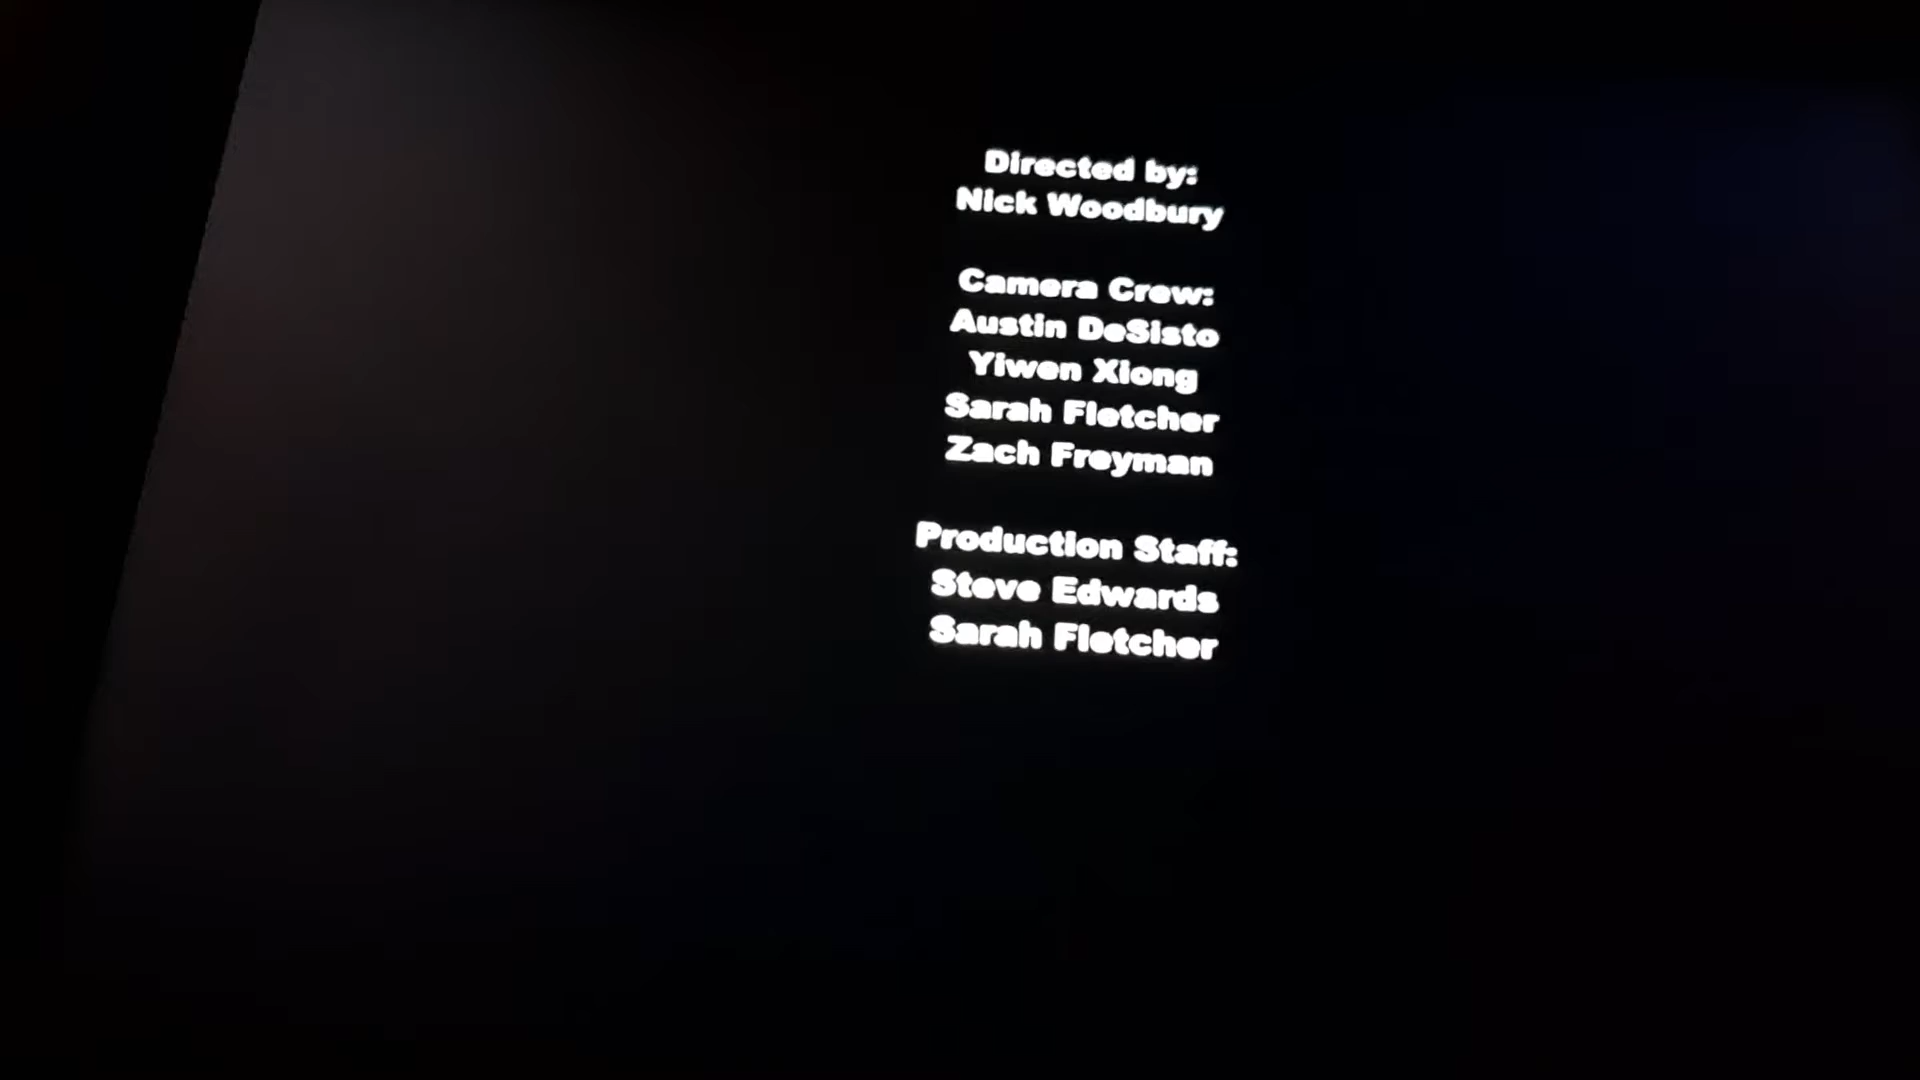 Directed by:
Nick Woodbury
Camera Crew:
Austin DeSisto
Yiwen Xiong
Sarah Fletcher
Zach Freyman
Production Staff:
Steve Edwards
Sarah Fletcher